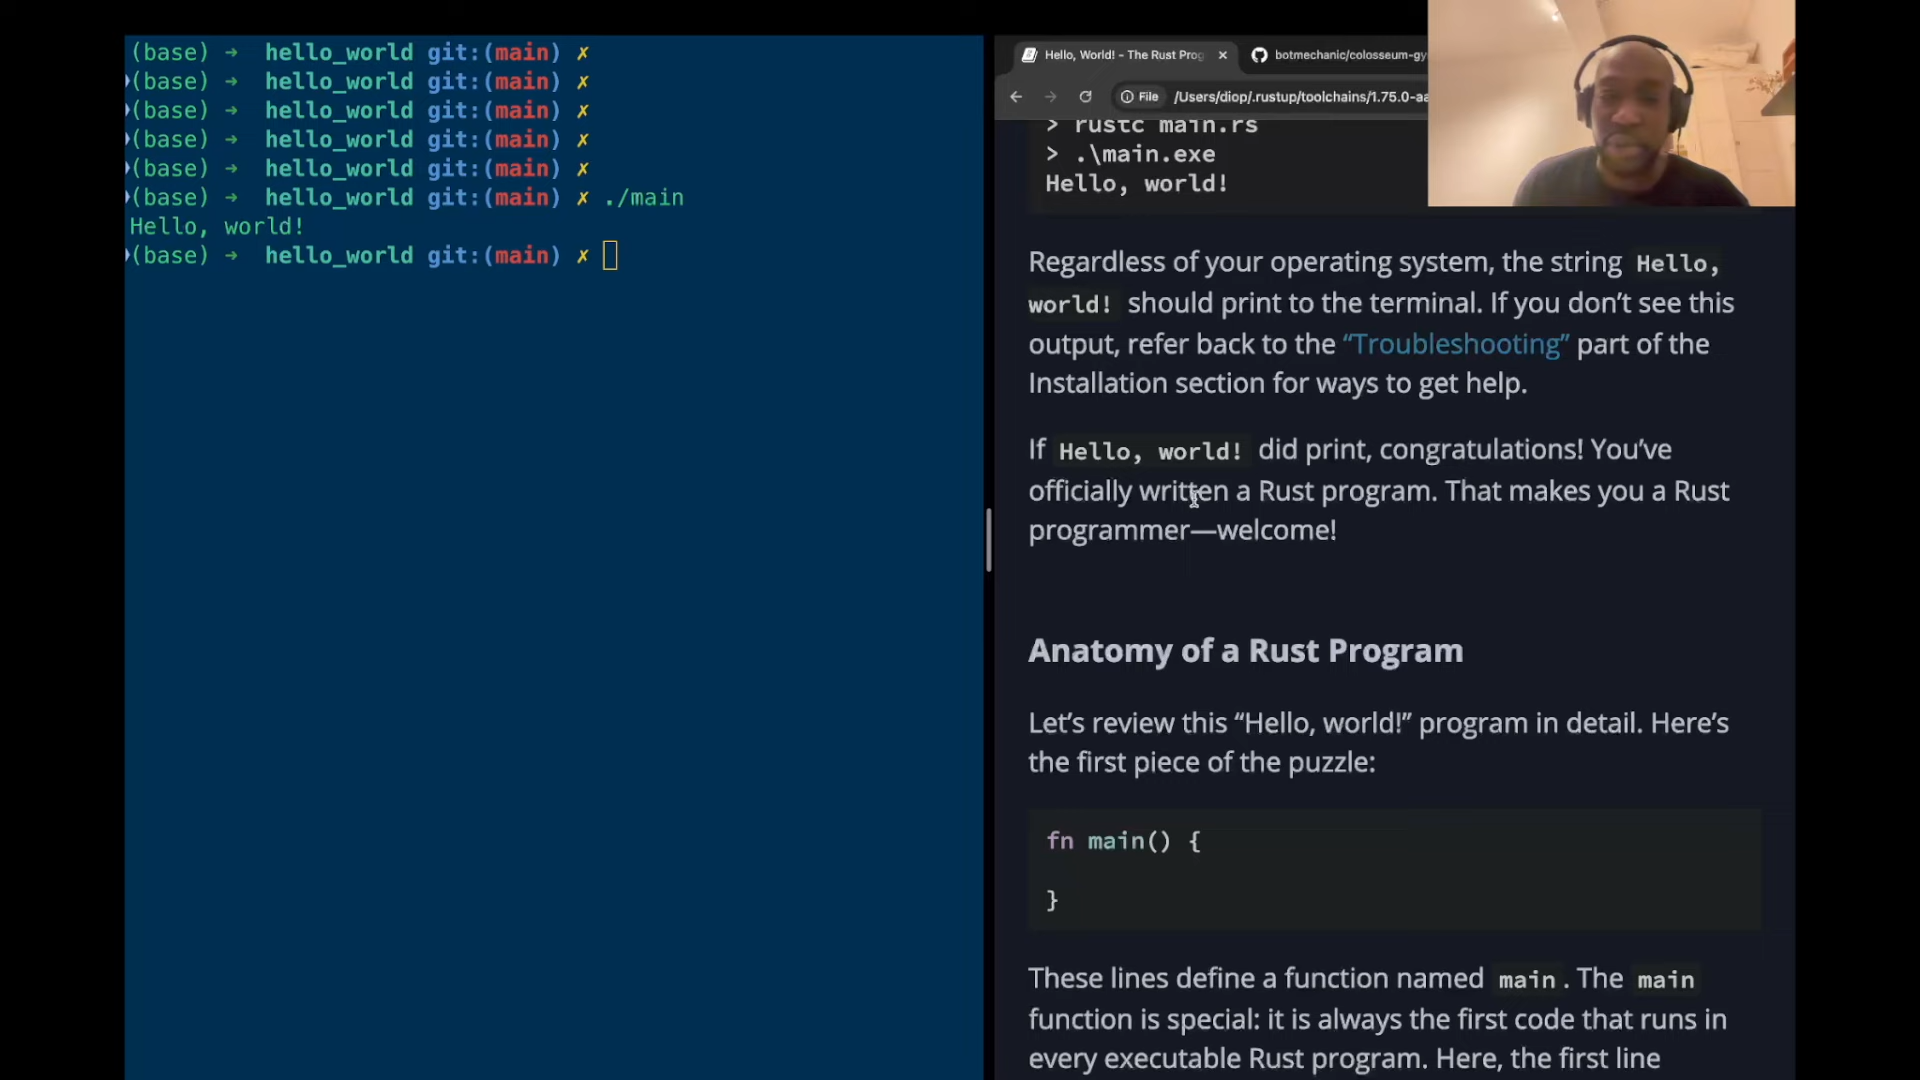 (base) ➜  hello_world git:(main) ✗
(base) ➜  hello_world git:(main) ✗
(base) ➜  hello_world git:(main) ✗
(base) ➜  hello_world git:(main) ✗
(base) ➜  hello_world git:(main) ✗
(base) ➜  hello_world git:(main) ✗ ./main
Hello, world!
(base) ➜  hello_world git:(main) ✗
Hello, World! - The Rust Prog
botmechanic/colosseum-gy
File /Users/diop/.rustup/toolchains/1.75.0-aa
> rustc main.rs
> .\main.exe
Hello, world!
Regardless of your operating system, the string Hello,
world! should print to the terminal. If you don’t see this
output, refer back to the “Troubleshooting” part of the
Installation section for ways to get help.
If Hello, world! did print, congratulations! You’ve
officially written a Rust program. That makes you a Rust
programmer—welcome!
Anatomy of a Rust Program
Let’s review this “Hello, world!” program in detail. Here’s
the first piece of the puzzle:
fn main() {
}
These lines define a function named main. The main
function is special: it is always the first code that runs in
every executable Rust program. Here, the first line